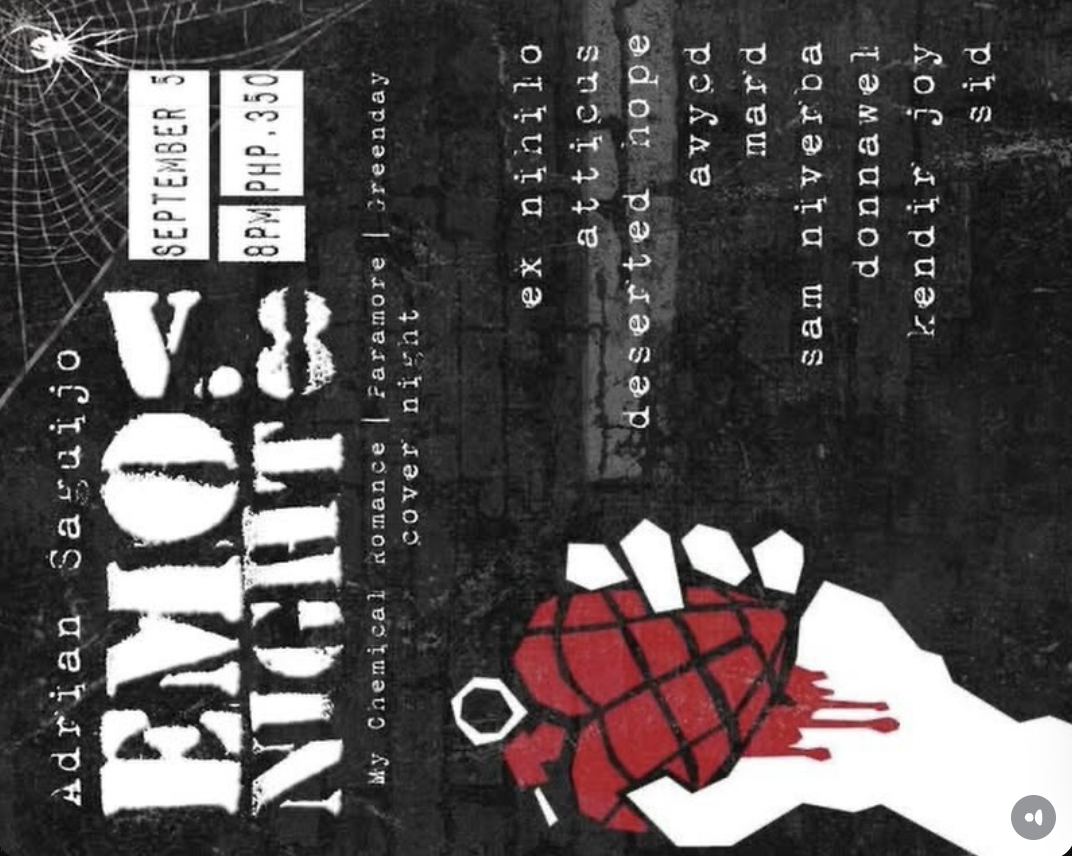 Adrian Saguijo
EMO V.
NIGHT 8
SEPTEMBER 5
8PM PHP.350
My Chemical Romance | Paramore | Greenday
cover night
ex nihilo
atticus
deserted hope
avycd
mard
sam niverba
donnawel
kendir joy
sid